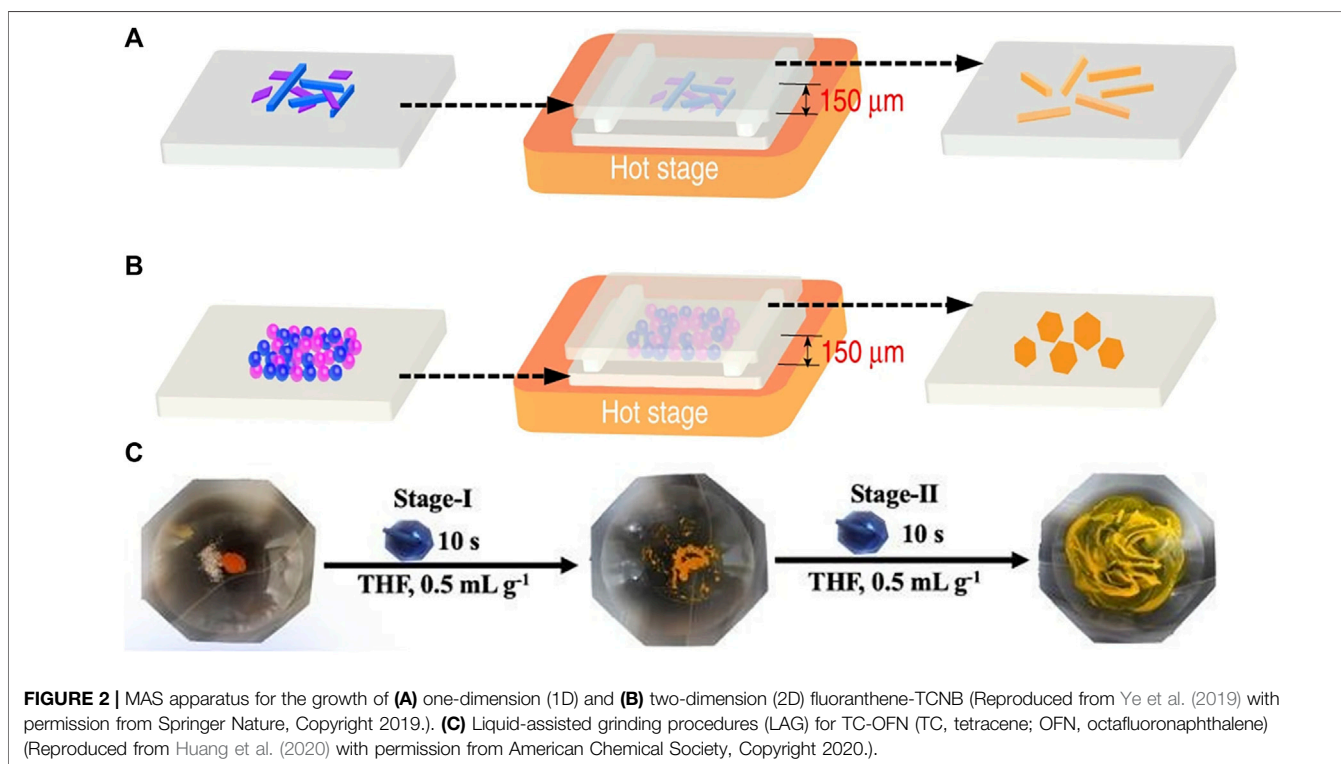 A
150 μm
Hot stage
B
150 μm
Hot stage
C
Stage-I
10 s
THF, 0.5 mL g⁻¹
Stage-II
10 s
THF, 0.5 mL g⁻¹
FIGURE 2 | MAS apparatus for the growth of (A) one-dimension (1D) and (B) two-dimension (2D) fluoranthene-TCNB (Reproduced from Ye et al. (2019) with
permission from Springer Nature, Copyright 2019.). (C) Liquid-assisted grinding procedures (LAG) for TC-OFN (TC, tetracene; OFN, octafluoronaphthalene)
(Reproduced from Huang et al. (2020) with permission from American Chemical Society, Copyright 2020.).